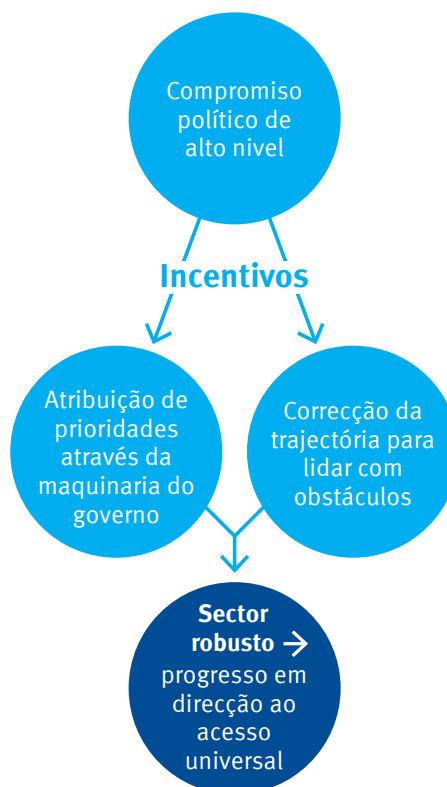 Compromiso
político de
alto nivel
Incentivos
Atribuição de
prioridades
através da
maquinaria do
governo
Correcção da
trajectória para
lidar com
obstáculos
Sector
robusto →
progresso em
direcção ao
acesso
universal